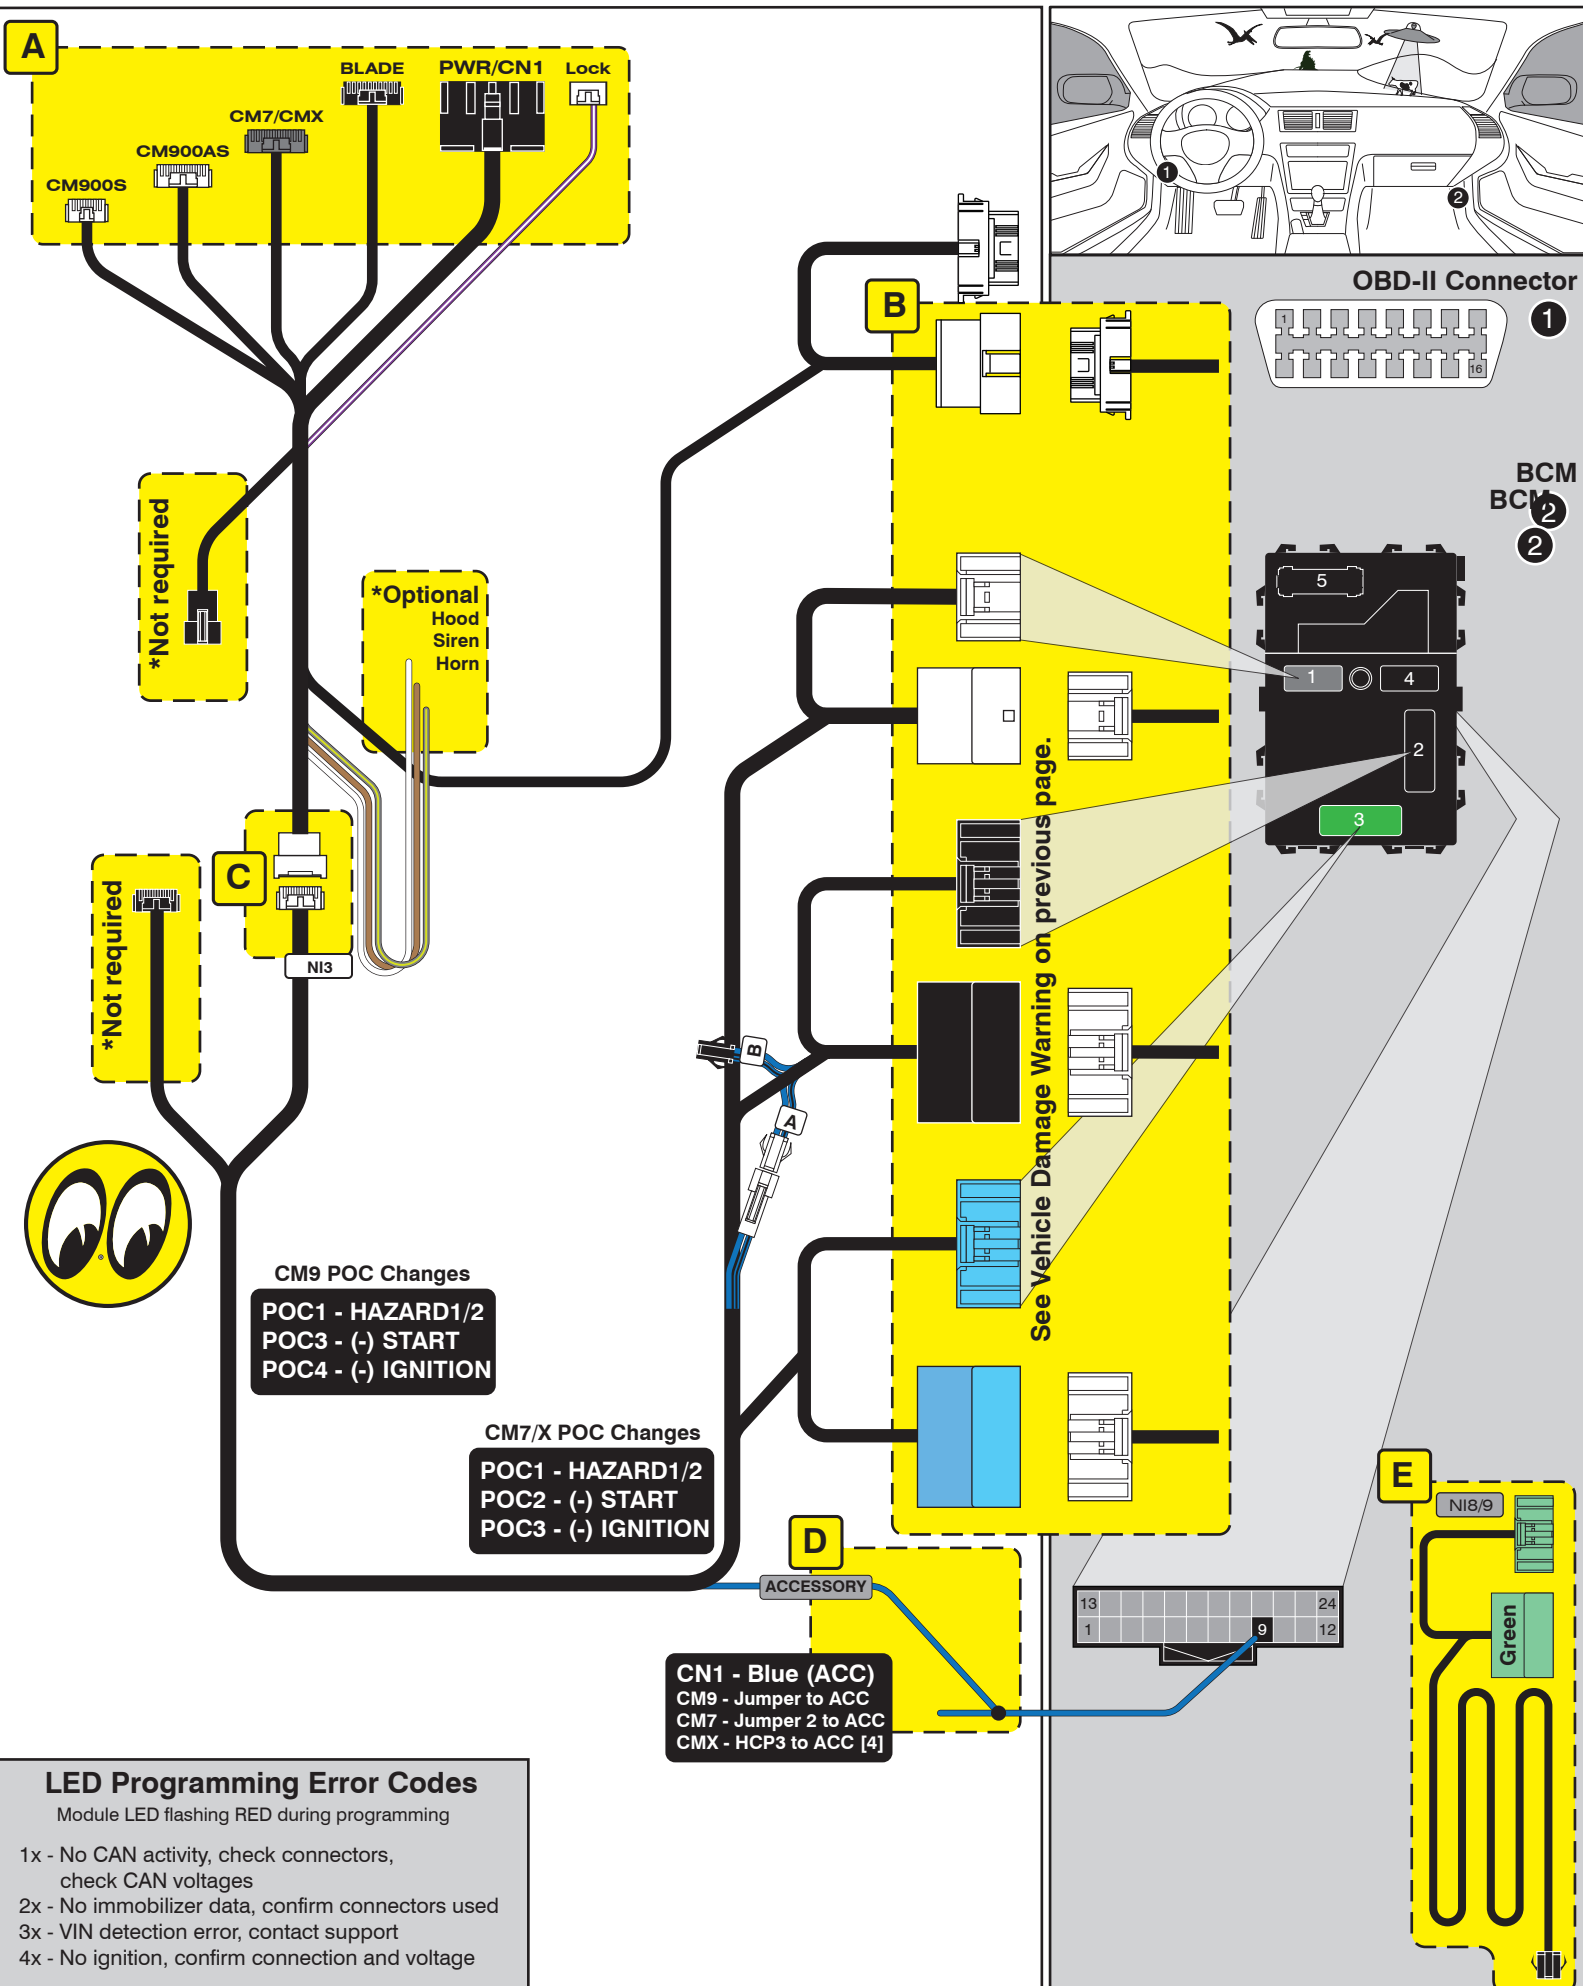 A
BLADE
PWR/CN1
Lock
CM7/CMX
CM900AS
CM900S
1
2
OBD-II Connector
1
1
16
B
BCM
BCM
2
2
*Not required
*Optional
Hood
Siren
Horn
5
1
4
2
3
See Vehicle Damage Warning on previous page.
C
*Not required
NI3
B
A
CM9 POC Changes
POC1 - HAZARD1/2
POC3 - (-) START
POC4 - (-) IGNITION
CM7/X POC Changes
POC1 - HAZARD1/2
POC2 - (-) START
POC3 - (-) IGNITION
E
NI8/9
Green
D
ACCESSORY
13
24
1
9
12
CN1 - Blue (ACC)
CM9 - Jumper to ACC
CM7 - Jumper 2 to ACC
CMX - HCP3 to ACC [4]
LED Programming Error Codes
Module LED flashing RED during programming
1x - No CAN activity, check connectors,
check CAN voltages
2x - No immobilizer data, confirm connectors used
3x - VIN detection error, contact support
4x - No ignition, confirm connection and voltage